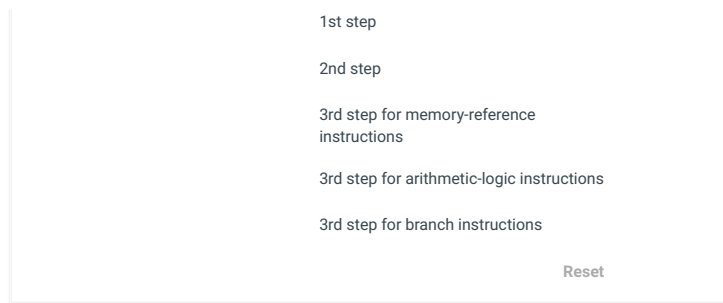 1st step
2nd step
3rd step for memory-reference
instructions
3rd step for arithmetic-logic instructions
3rd step for branch instructions
Reset